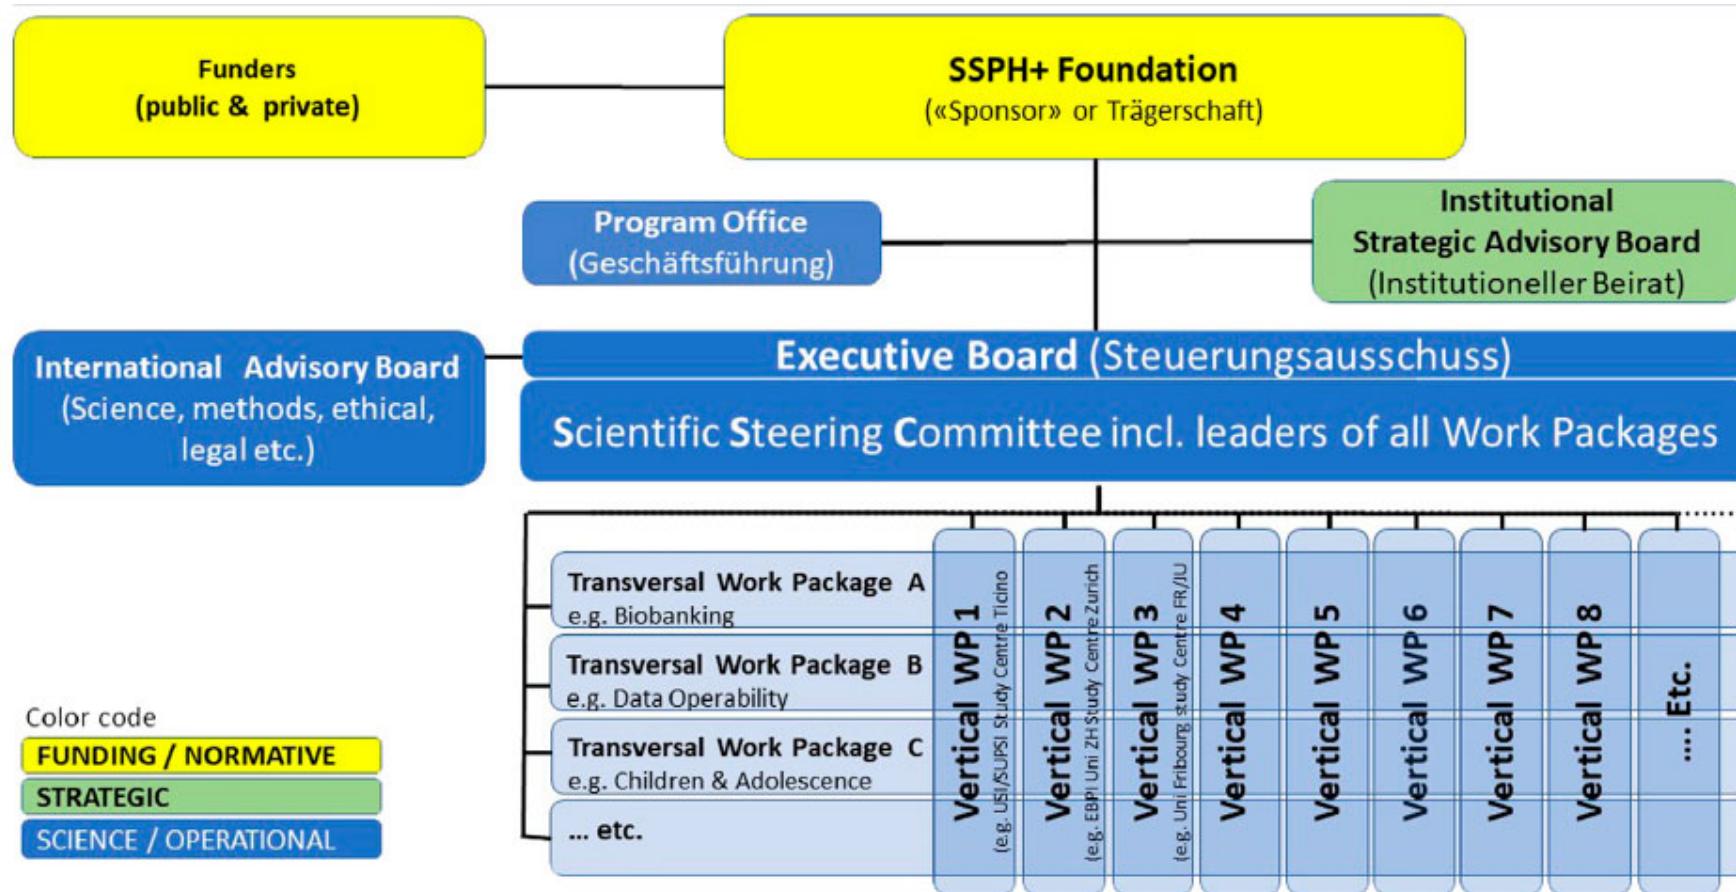 Funders
(public & private)
SSPH+ Foundation
(«Sponsor» or Trägerschaft)
Program Office
(Geschäftsführung)
Institutional
Strategic Advisory Board
(Institutioneller Beirat)
International Advisory Board
(Science, methods, ethical,
legal etc.)
Executive Board (Steuerungsausschuss)
Scientific Steering Committee incl. leaders of all Work Packages
Transversal Work Package A
e.g. Biobanking
Transversal Work Package B
e.g. Data Operability
Transversal Work Package C
e.g. Children & Adolescence
... etc.
Vertical WP 1
(e.g. USI/SUPSI Study Centre Ticino
Vertical WP 2
(e.g. EBPI Uni ZH Study Centre Zurich
Vertical WP 3
(e.g. Uni Fribourg study Centre FR/JU
Vertical WP 4
Vertical WP 5
Vertical WP 6
Vertical WP 7
Vertical WP 8
.... Etc.
Color code
FUNDING / NORMATIVE
STRATEGIC
SCIENCE / OPERATIONAL